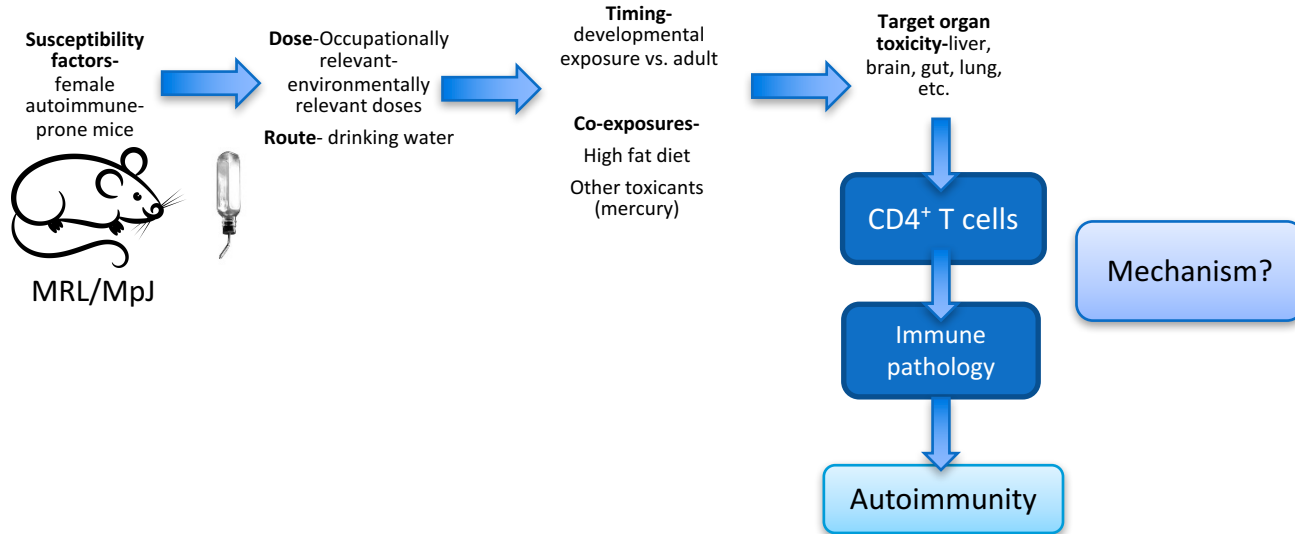 Susceptibility
factors-
female
autoimmune-
prone mice
MRL/MpJ
Dose-Occupationally
relevant-
environmentally
relevant doses
Route- drinking water
Timing-
developmental
exposure vs. adult
Co-exposures-
High fat diet
Other toxicants
(mercury)
Target organ
toxicity-liver,
brain, gut, lung,
etc.
CD4⁺ T cells
Immune
pathology
Autoimmunity
Mechanism?